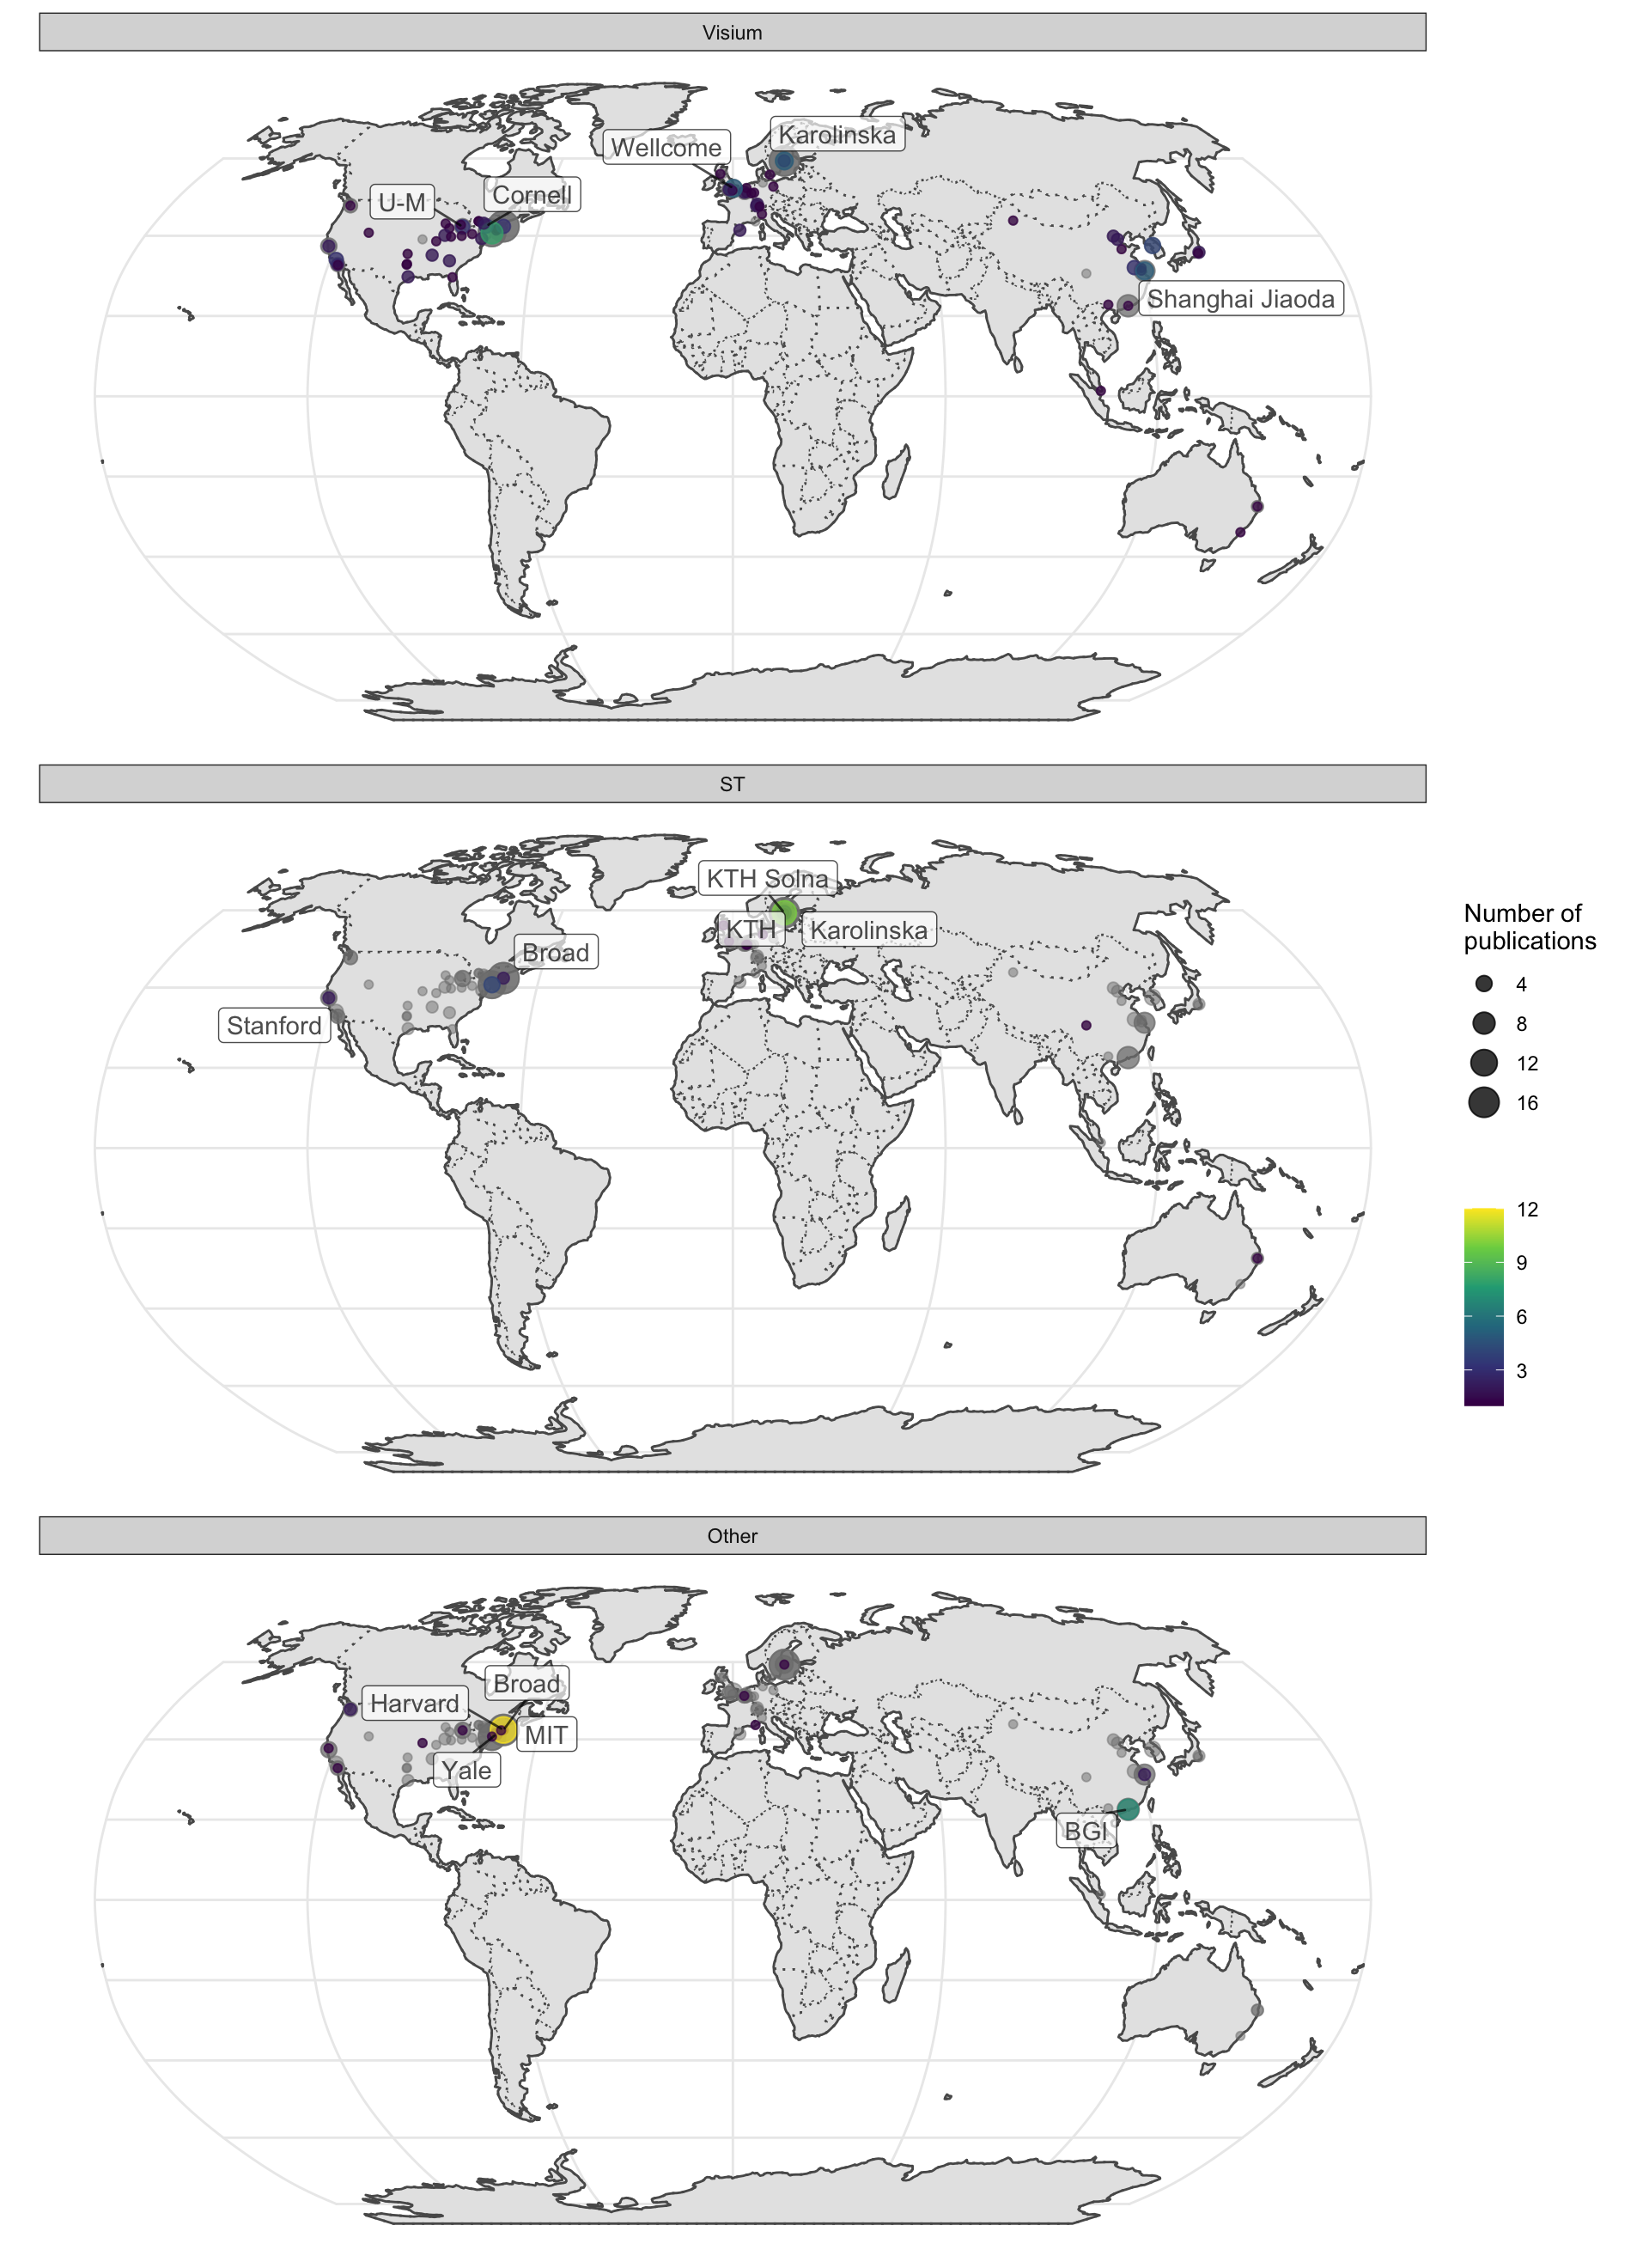 Visium
Karolinska
Wellcome
Cornell
U-M
Shanghai Jiaoda
ST
KTH Solna
KTH
Karolinska
Broad
Stanford
Number of
publications
4
8
12
16
12
9
6
3
Other
Broad
Harvard
MIT
Yale
BGI